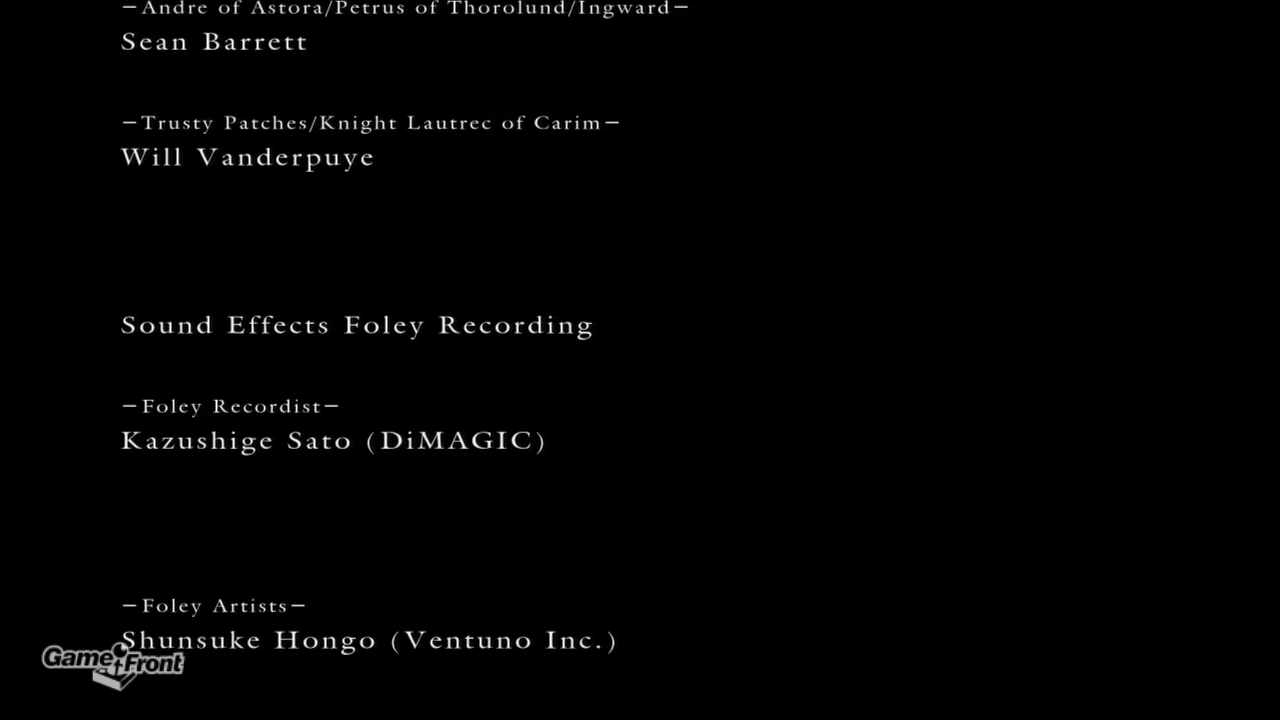 —Andre of Astora/Petrus of Thorolund/Ingward—
Sean Barrett
—Trusty Patches/Knight Lautrec of Carim—
Will Vanderpuye
Sound Effects Foley Recording
—Foley Recordist—
Kazushige Sato (DiMAGIC)
—Foley Artists—
Shunsuke Hongo (Ventuno Inc.)
GameFront